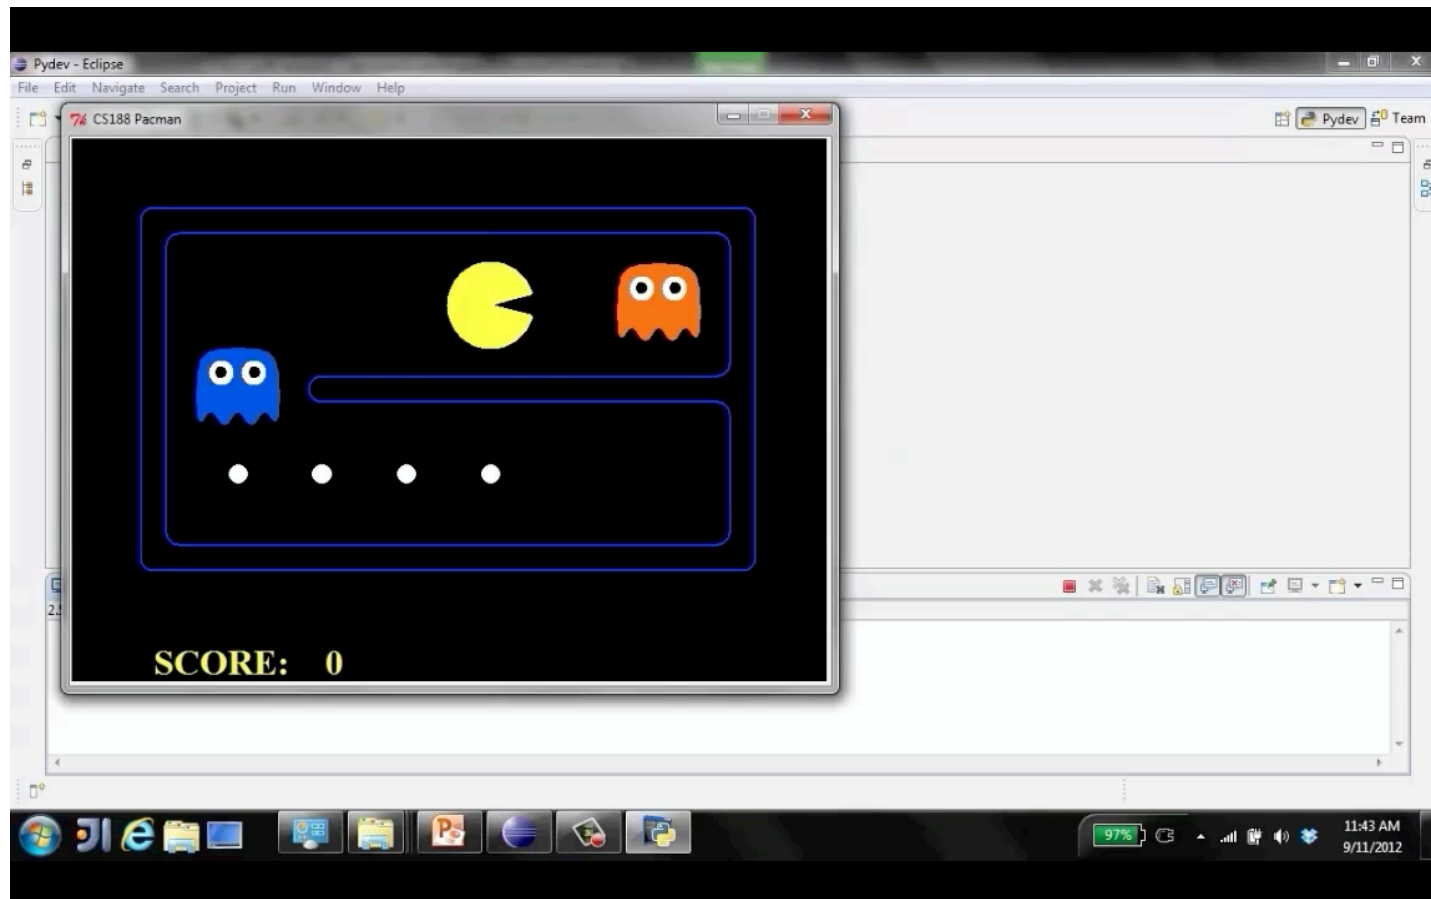 Pydev - Eclipse
File Edit Navigate Search Project Run Window Help
CS188 Pacman
Pydev
Team
SCORE: 0
97%
11:43 AM
9/11/2012